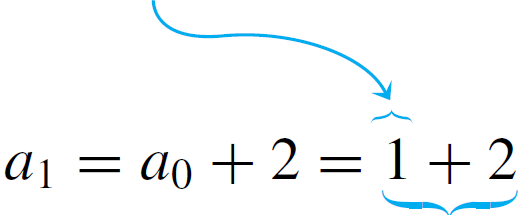 a₁ = a₀ + 2 = 1 + 2